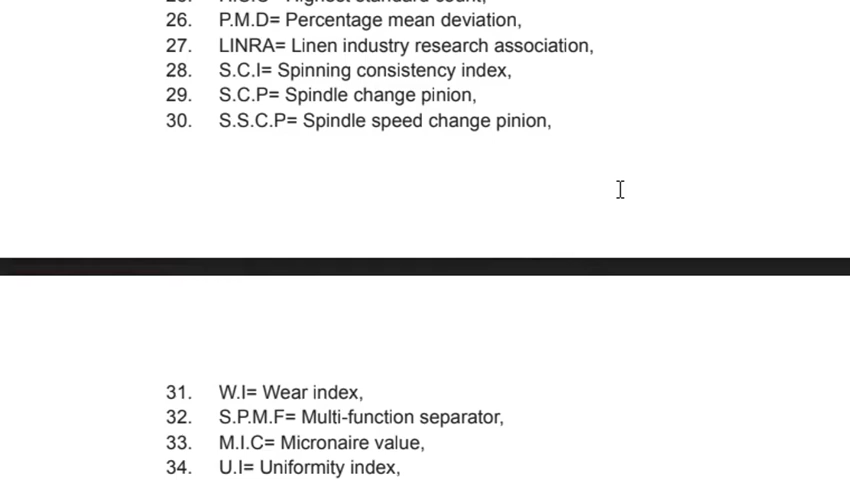 26. P.M.D= Percentage mean deviation,
27. LINRA= Linen industry research association,
28. S.C.I= Spinning consistency index,
29. S.C.P= Spindle change pinion,
30. S.S.C.P= Spindle speed change pinion,
31. W.I= Wear index,
32. S.P.M.F= Multi-function separator,
33. M.I.C= Micronaire value,
34. U.I= Uniformity index,